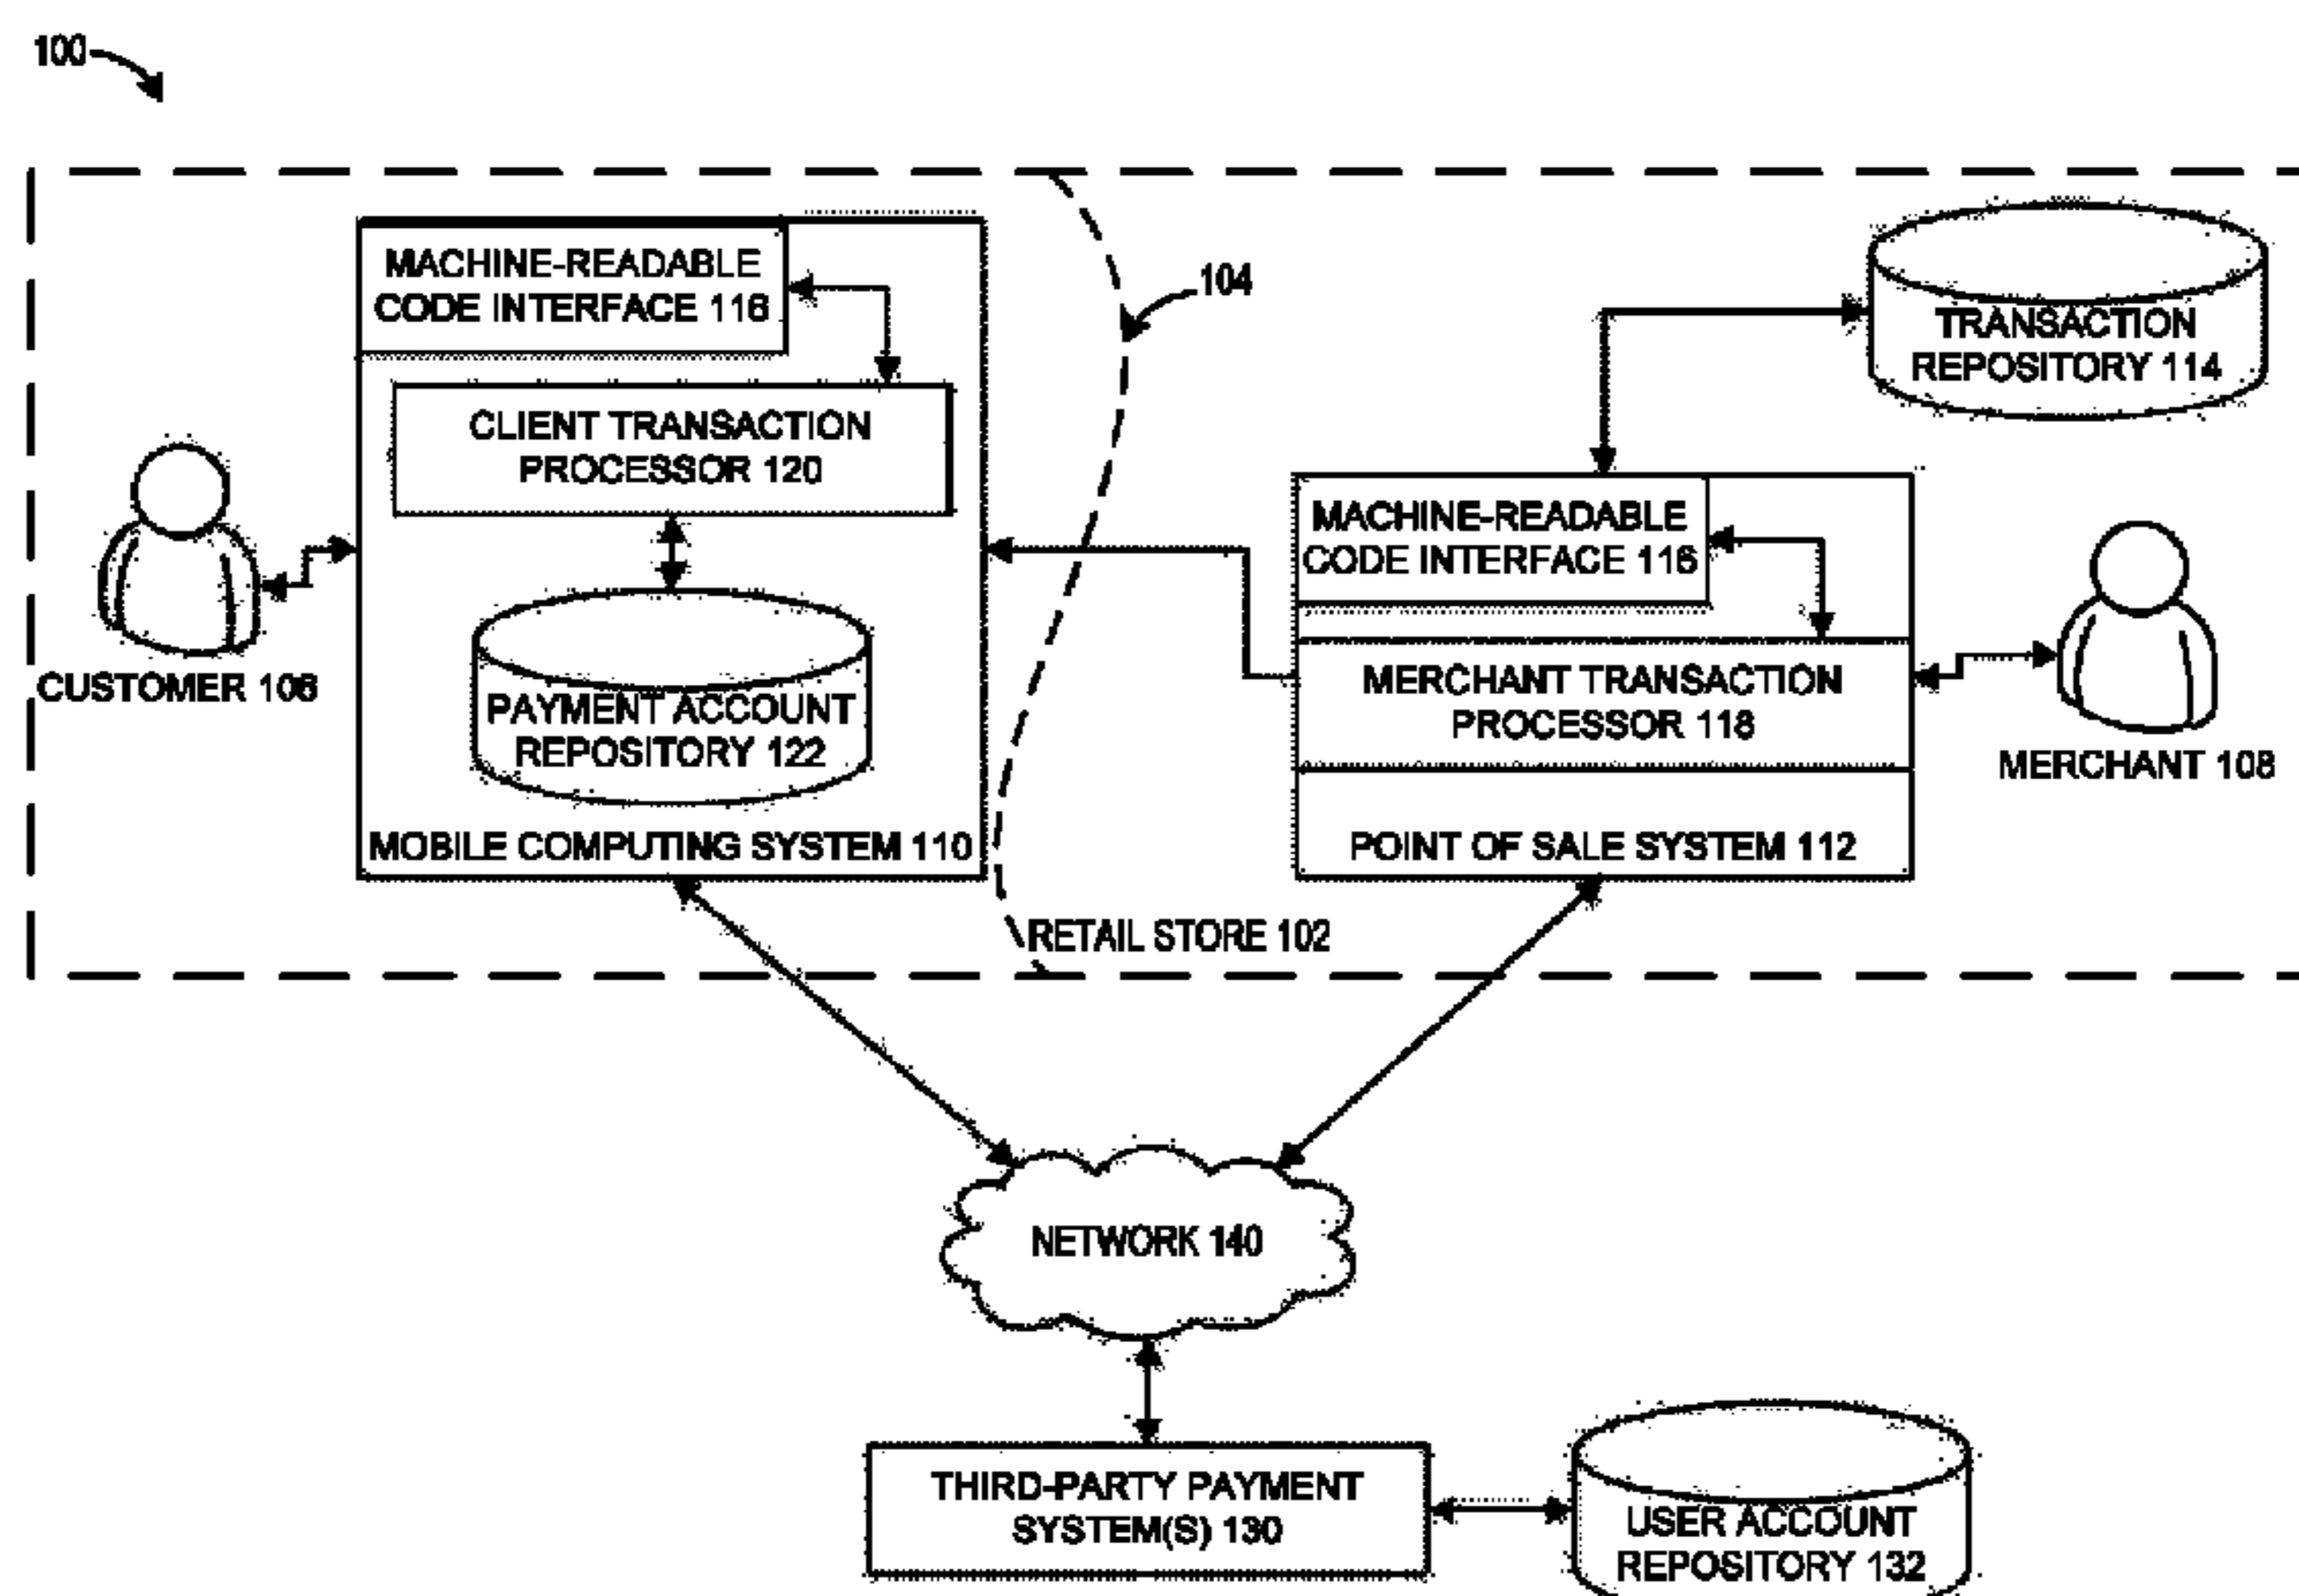 100
MACHINE-READABLE
CODE INTERFACE 116
104
TRANSACTION
REPOSITORY 114
CLIENT TRANSACTION
PROCESSOR 120
MACHINE-READABLE
CODE INTERFACE 116
CUSTOMER 106
PAYMENT ACCOUNT
REPOSITORY 122
MERCHANT TRANSACTION
PROCESSOR 118
MERCHANT 108
MOBILE COMPUTING SYSTEM 110
POINT OF SALE SYSTEM 112
RETAIL STORE 102
NETWORK 140
THIRD-PARTY PAYMENT
SYSTEM(S) 130
USER ACCOUNT
REPOSITORY 132